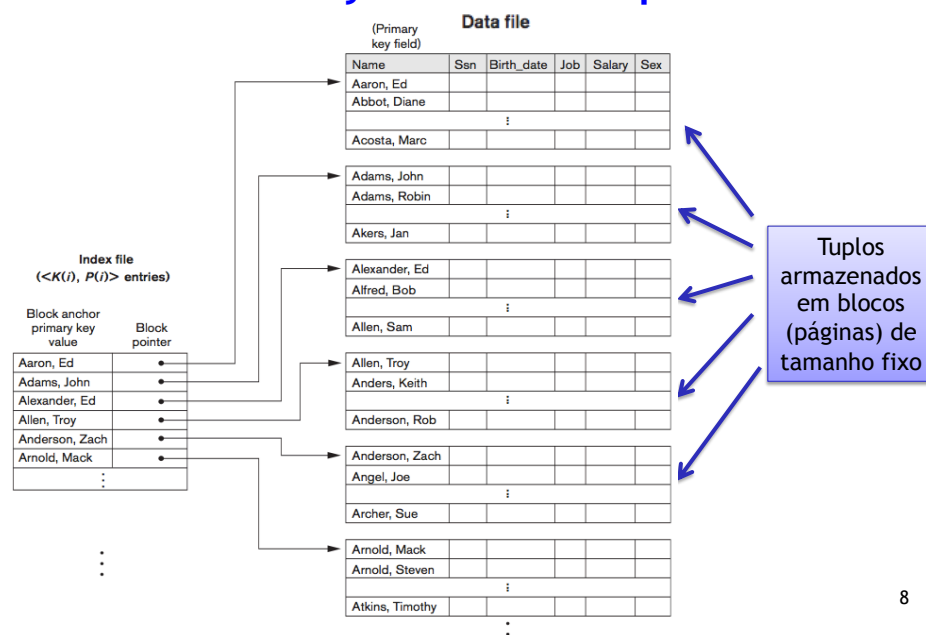 (Primary
key field)
Data file
Name Ssn Birth_date Job Salary Sex
Aaron, Ed
Abbot, Diane
⋮
Acosta, Marc
Adams, John
Adams, Robin
⋮
Akers, Jan
Alexander, Ed
Alfred, Bob
⋮
Allen, Sam
Allen, Troy
Anders, Keith
⋮
Anderson, Rob
Anderson, Zach
Angel, Joe
⋮
Archer, Sue
Arnold, Mack
Arnold, Steven
⋮
Atkins, Timothy
⋮
Index file
(<K(i), P(i)> entries)
Block anchor
primary key
value
Block
pointer
Aaron, Ed
Adams, John
Alexander, Ed
Allen, Troy
Anderson, Zach
Arnold, Mack
⋮
⋮
Tuplos
armazenados
em blocos
(páginas) de
tamanho fixo
8